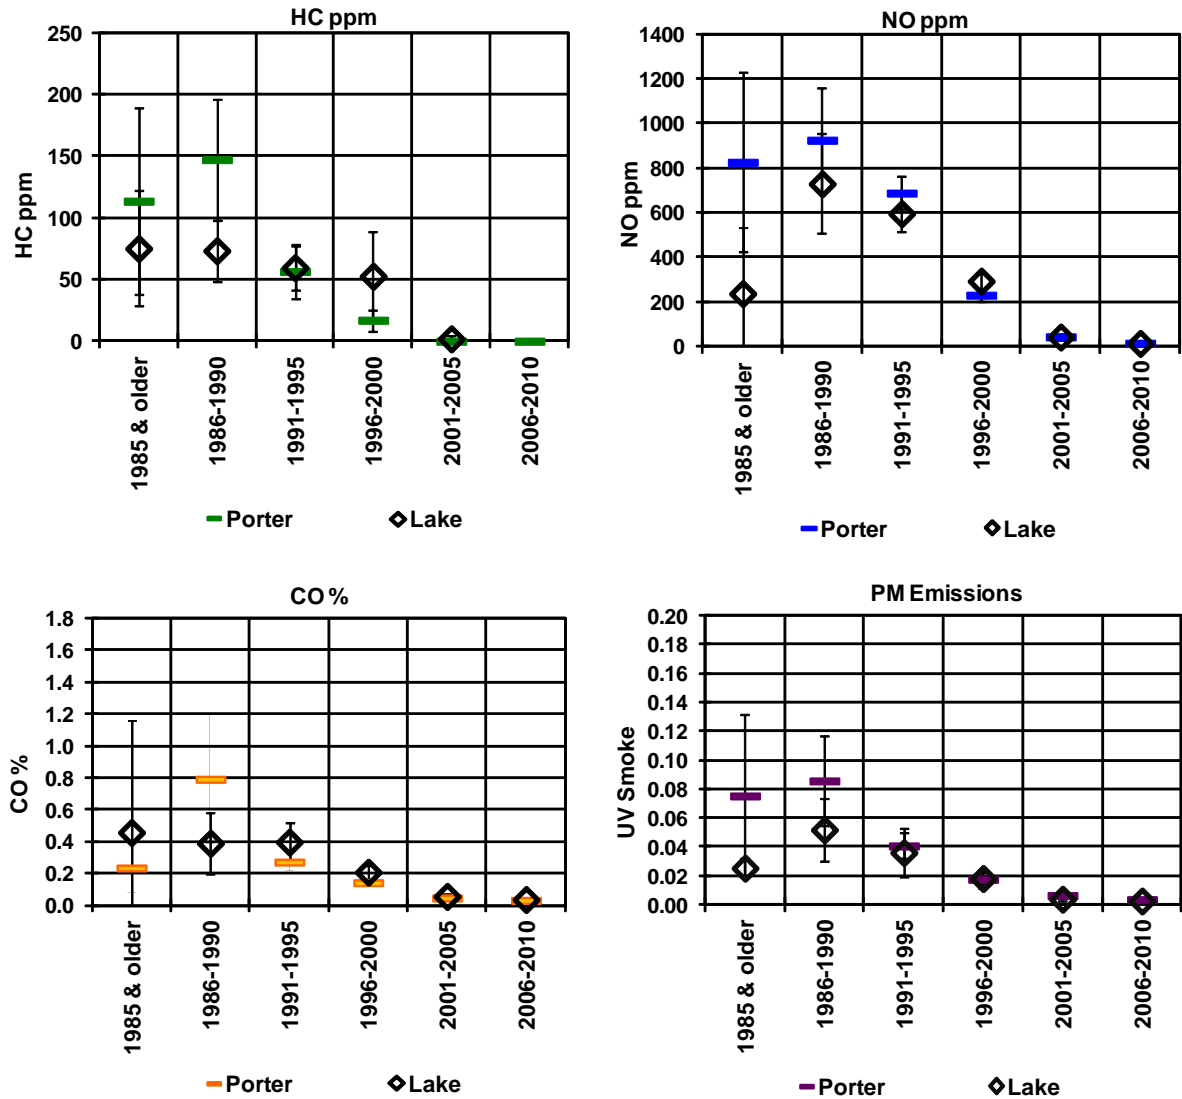 HC ppm
250
200
150
100
50
0
HC ppm
1985 & older
1986-1990
1991-1995
1996-2000
2001-2005
2006-2010
Porter
Lake
NO ppm
1400
1200
1000
800
600
400
200
0
NO ppm
1985 & older
1986-1990
1991-1995
1996-2000
2001-2005
2006-2010
Porter
Lake
CO %
1.8
1.6
1.4
1.2
1.0
0.8
0.6
0.4
0.2
0.0
CO %
1985 & older
1986-1990
1991-1995
1996-2000
2001-2005
2006-2010
Porter
Lake
PM Emissions
0.20
0.18
0.16
0.14
0.12
0.10
0.08
0.06
0.04
0.02
0.00
UV Smoke
1985 & older
1986-1990
1991-1995
1996-2000
2001-2005
2006-2010
Porter
Lake